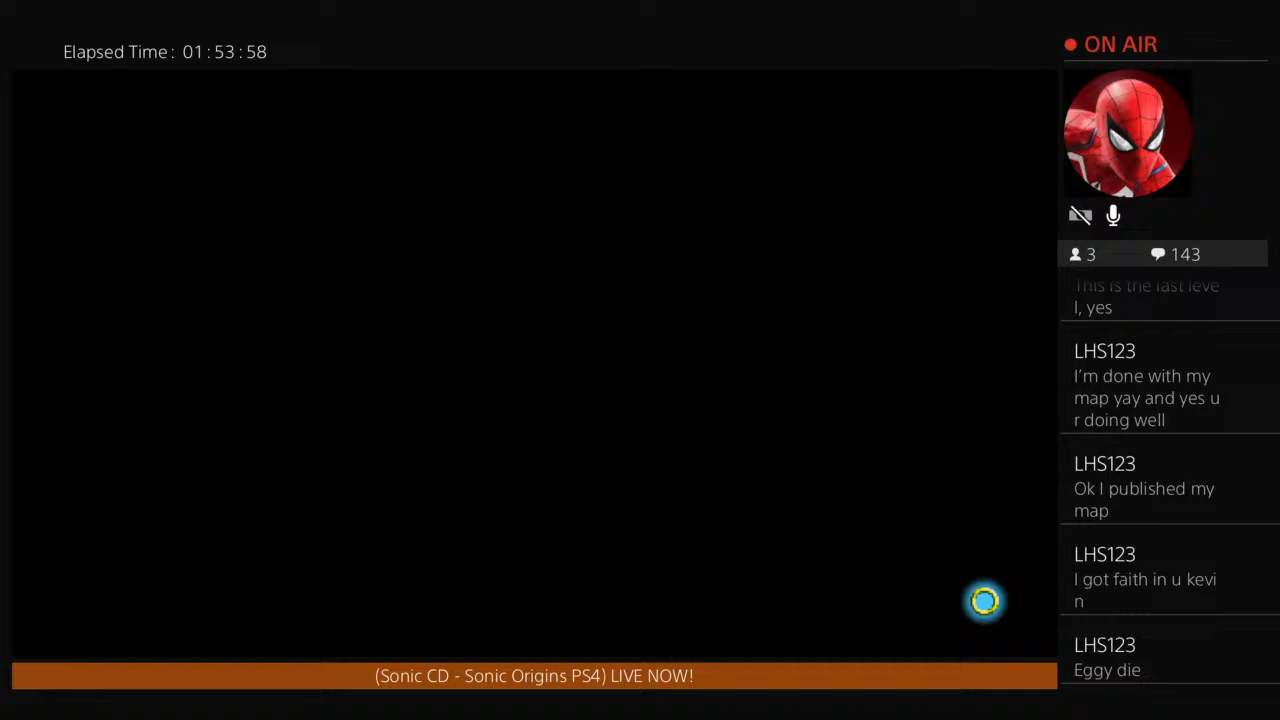 Elapsed Time: 01:53:58
ON AIR
3 143
This is the last leve
l, yes
LHS123
I'm done with my
map yay and yes u
r doing well
LHS123
Ok I published my
map
LHS123
I got faith in u kevi
n
LHS123
Eggy die
(Sonic CD - Sonic Origins PS4) LIVE NOW!